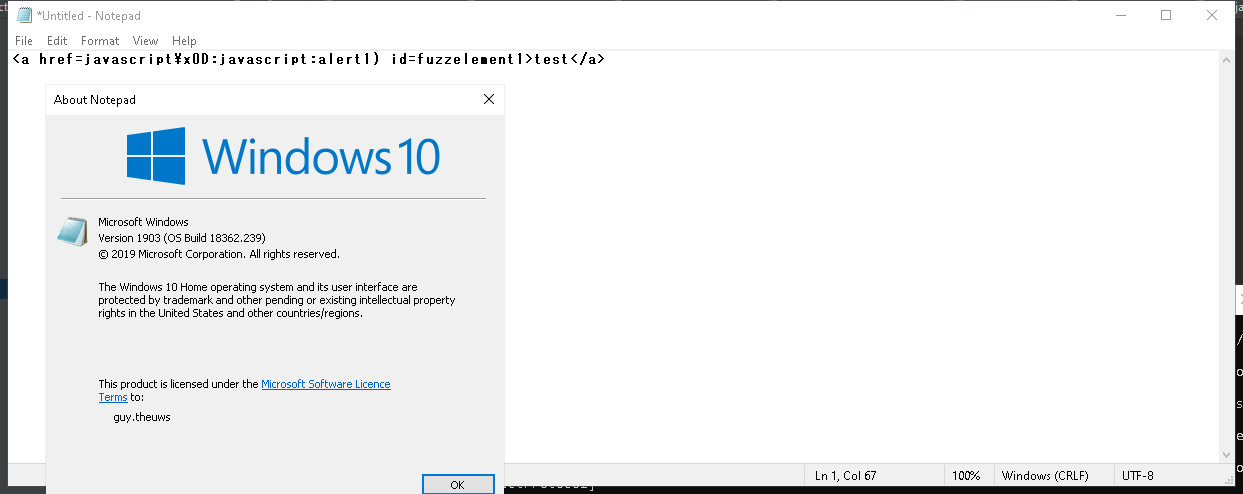 *Untitled - Notepad
File Edit Format View Help
<a href=javascript¥x0D:javascript:alert1) id=fuzzelement1>test</a>
About Notepad
Windows 10
Microsoft Windows
Version 1903 (OS Build 18362.239)
© 2019 Microsoft Corporation. All rights reserved.
The Windows 10 Home operating system and its user interface are
protected by trademark and other pending or existing intellectual property
rights in the United States and other countries/regions.
This product is licensed under the Microsoft Software Licence
Terms to:
guy.theuws
OK
Ln 1, Col 67 100% Windows (CRLF) UTF-8